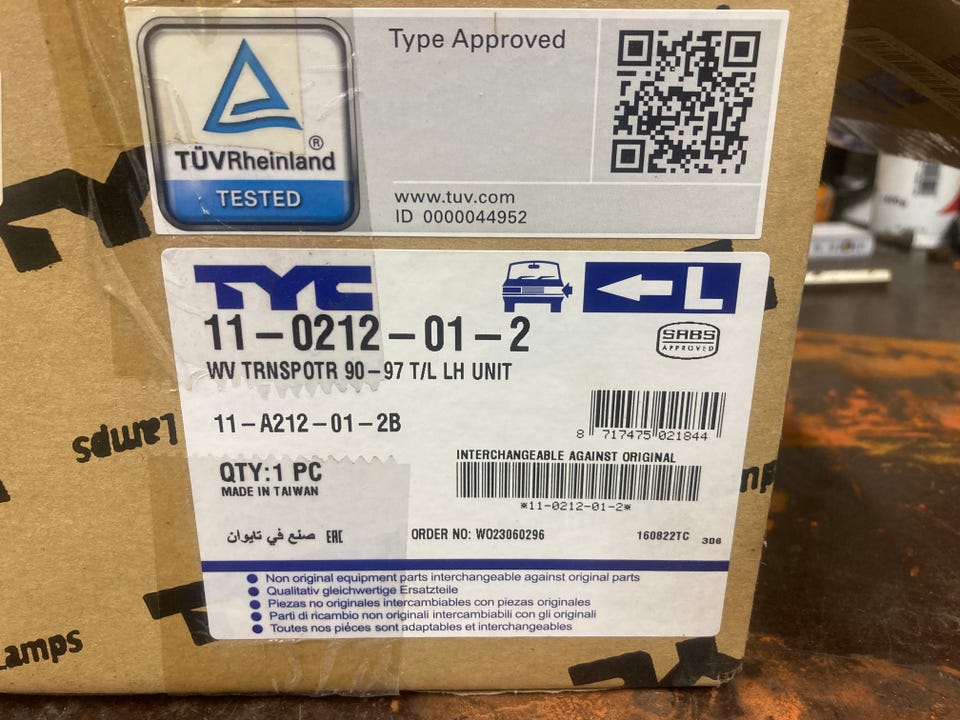 Type Approved
TÜVRheinland
®
TESTED
www.tuv.com
ID 0000044952
TYC
L
11-0212-01-2
SABS
APPROVED
WV TRNSPOTR 90-97 T/L LH UNIT
11-A212-01-2B
8 717475 021844
INTERCHANGEABLE AGAINST ORIGINAL
QTY:1 PC
MADE IN TAIWAN
*11-0212-01-2*
صنع في تايوان EAC
ORDER NO: WO23060296
160822TC 306
Non original equipment parts interchangeable against original parts
Qualitativ gleichwertige Ersatzteile
Piezas no originales intercambiables con piezas originales
Parti di ricambio non originali intercambiabili con gli originali
Toutes nos piéces sont adaptables et interchangeables
Lamps
Lamps